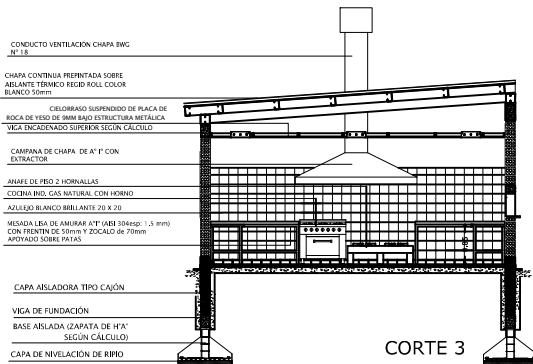 CONDUCTO VENTILACIÓN CHAPA BWG
N° 18
CHAPA CONTINUA PREPINTADA SOBRE
AISLANTE TÉRMICO REGID ROLL COLOR
BLANCO 50mm
CIELORRASO SUSPENDIDO DE PLACA DE
ROCA DE YESO DE 9MM BAJO ESTRUCTURA METÁLICA
VIGA ENCADENADO SUPERIOR SEGÚN CÁLCULO
CAMPANA DE CHAPA DE A° I° CON
EXTRACTOR
ANAFE DE PISO 2 HORNALLAS
COCINA IND. GAS NATURAL CON HORNO
AZULEJO BLANCO BRILLANTE 20 X 20
MESADA LISA DE AMURAR A°I° (AISI 304esp: 1,5 mm)
CON FRENTIN DE 50mm Y ZOCALO de 70mm
APOYADO SOBRE PATAS
CAPA AISLADORA TIPO CAJÓN
VIGA DE FUNDACIÓN
BASE AISLADA (ZAPATA DE H°A°
SEGÚN CÁLCULO)
CAPA DE NIVELACIÓN DE RIPIO
CORTE 3